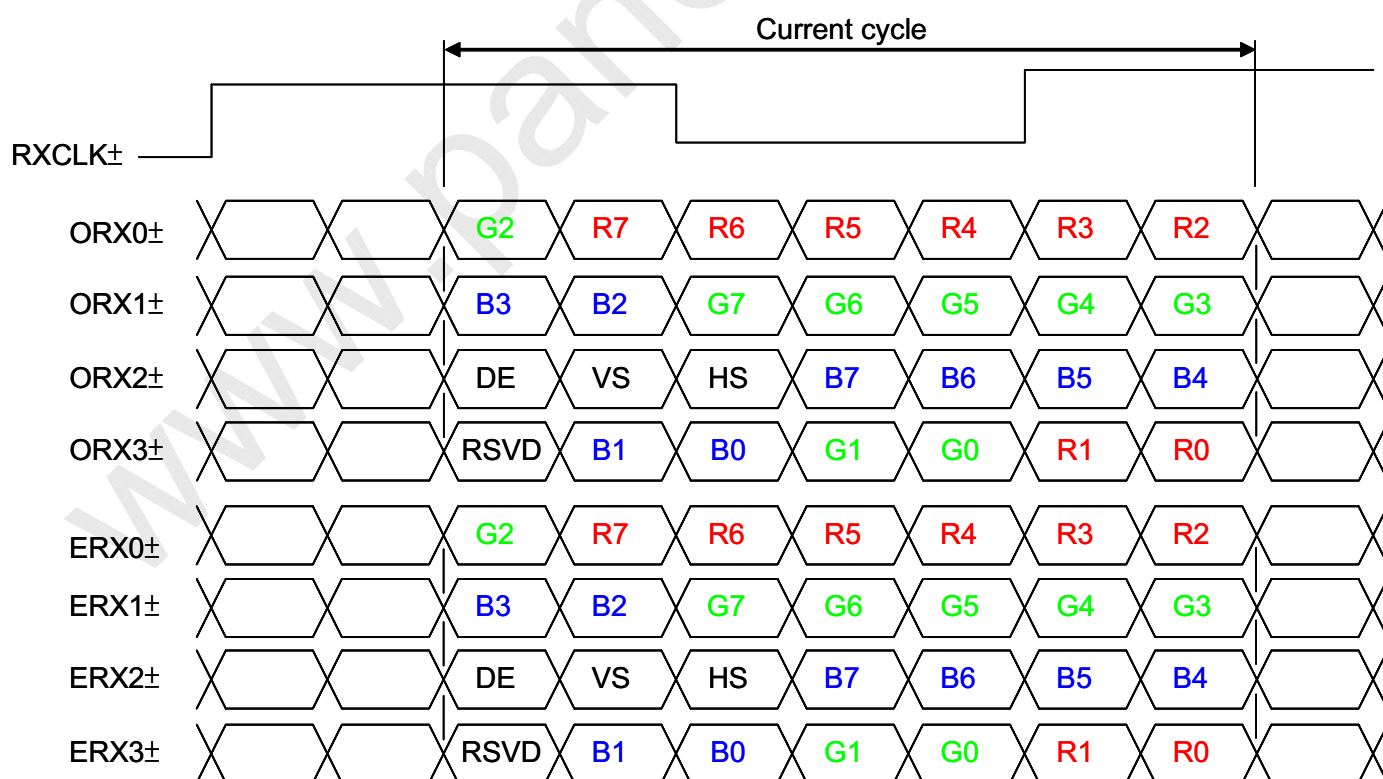 Current cycle
RXCLK±
ORX0± G2 R7 R6 R5 R4 R3 R2
ORX1± B3 B2 G7 G6 G5 G4 G3
ORX2± DE VS HS B7 B6 B5 B4
ORX3± RSVD B1 B0 G1 G0 R1 R0
ERX0± G2 R7 R6 R5 R4 R3 R2
ERX1± B3 B2 G7 G6 G5 G4 G3
ERX2± DE VS HS B7 B6 B5 B4
ERX3± RSVD B1 B0 G1 G0 R1 R0
www.pan